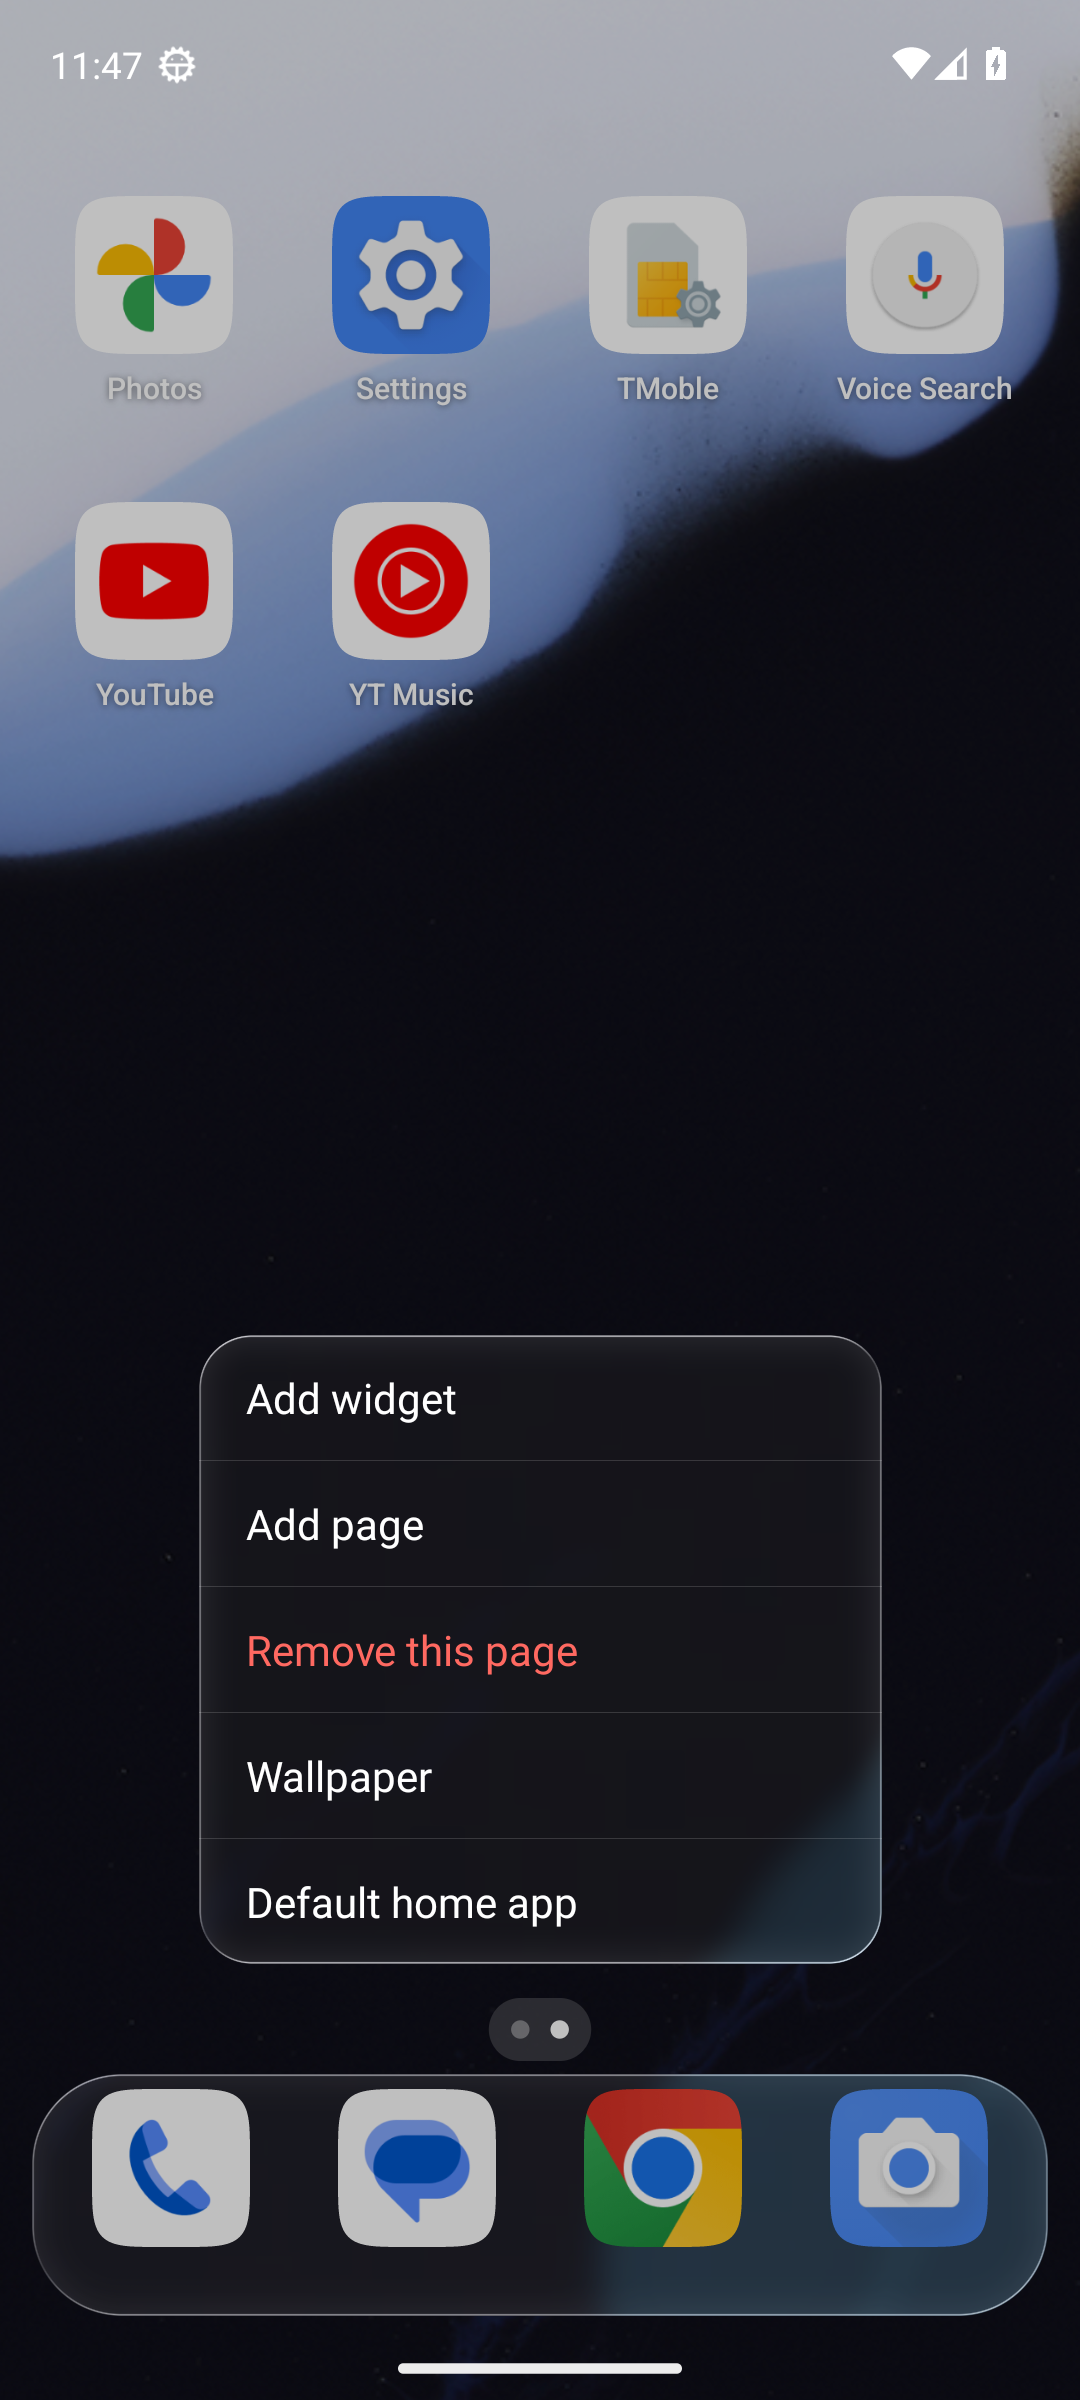 11:47
Photos
Settings
TMoble
Voice Search
YouTube
YT Music
Add widget
Add page
Remove this page
Wallpaper
Default home app